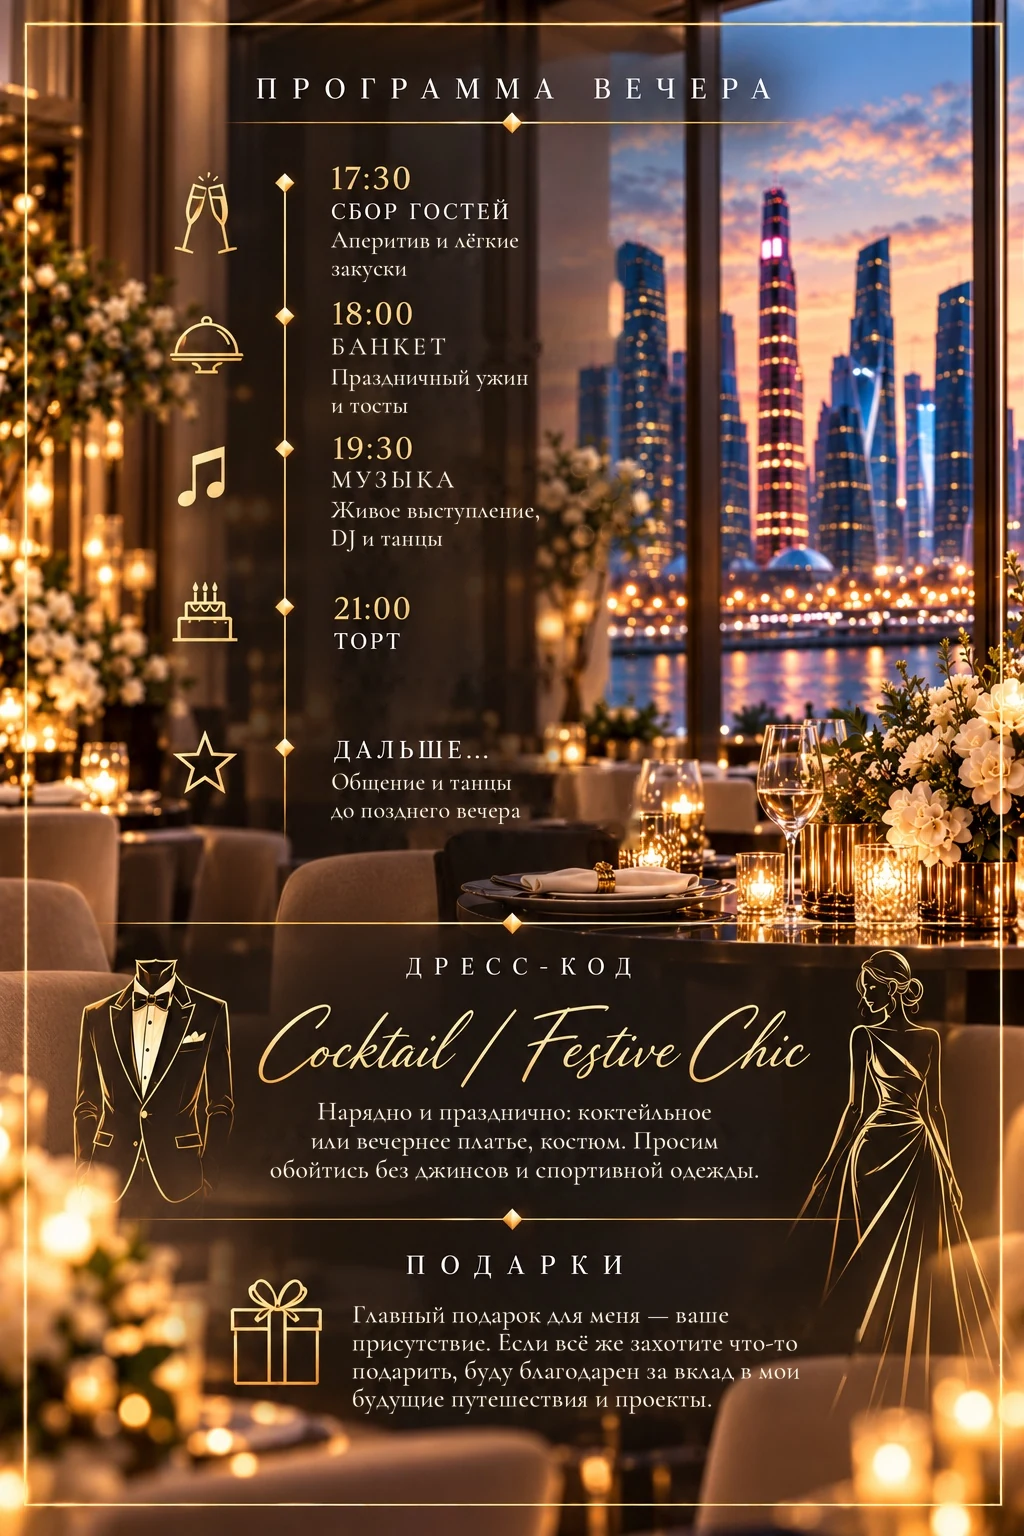 ПРОГРАММА ВЕЧЕРА
17:30
СБОР ГОСТЕЙ
Аперитив и лёгкие
закуски
18:00
БАНКЕТ
Праздничный ужин
и тосты
19:30
МУЗЫКА
Живое выступление,
DJ и танцы
21:00
ТОРТ
ДАЛЬШЕ...
Общение и танцы
до позднего вечера
ДРЕСС-КОД
Cocktail / Festive Chic
Нарядно и празднично: коктейльное
или вечернее платье, костюм. Просим
обойтись без джинсов и спортивной одежды.
ПОДАРКИ
Главный подарок для меня — ваше
присутствие. Если всё же захотите что-то
подарить, буду благодарен за вклад в мои
будущие путешествия и проекты.